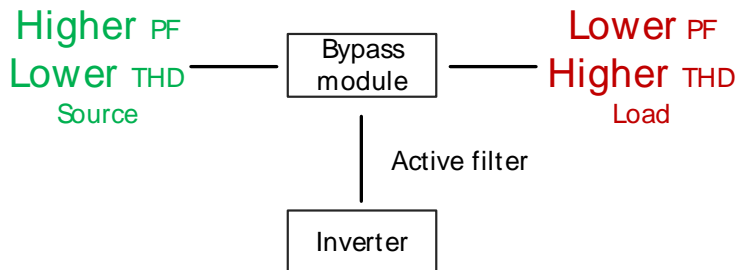 Higher PF
Lower THD
Source
Bypass
module
Lower PF
Higher THD
Load
Active filter
Inverter